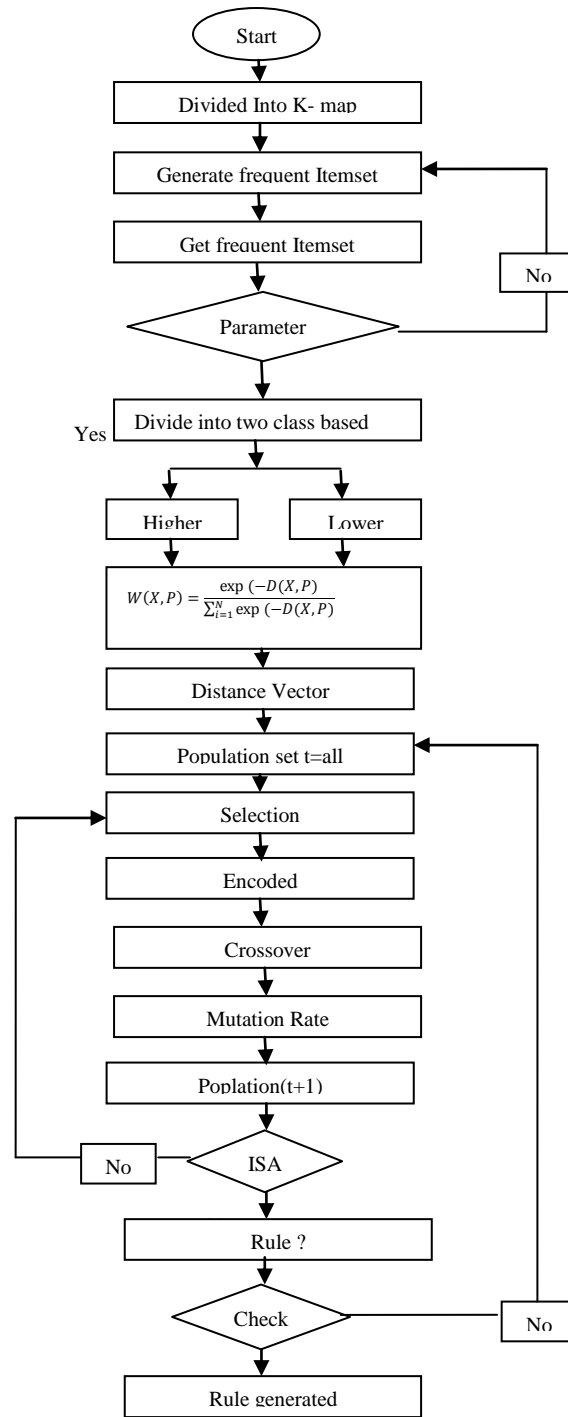 Start
Divided Into K- map
Generate frequent Itemset
Get frequent Itemset
No
Parameter
Yes
Divide into two class based
Higher
Lower
W(X,P) = exp (−D(X,P) / ∑_{i=1}^{N} exp (−D(X,P)
Distance Vector
Population set t=all
Selection
Encoded
Crossover
Mutation Rate
Poplation(t+1)
No
ISA
Rule ?
Check
No
Rule generated